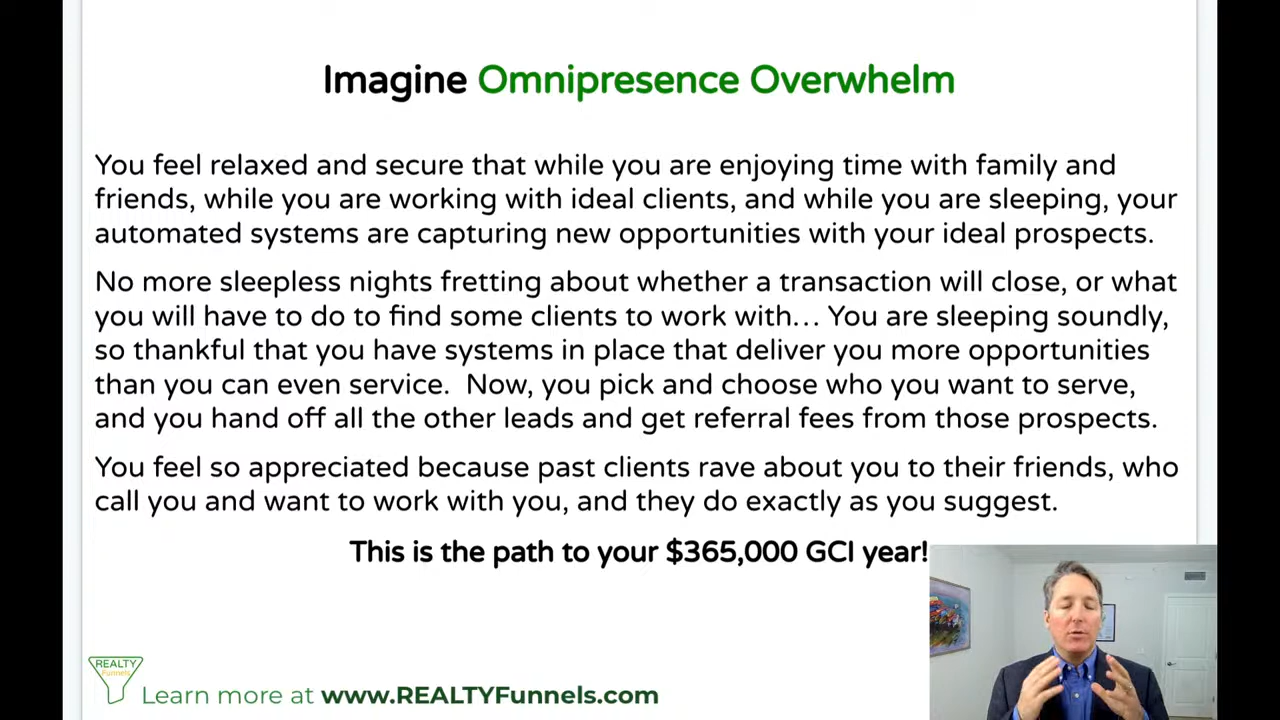 Imagine Omnipresence Overwhelm
You feel relaxed and secure that while you are enjoying time with family and
friends, while you are working with ideal clients, and while you are sleeping, your
automated systems are capturing new opportunities with your ideal prospects.
No more sleepless nights fretting about whether a transaction will close, or what
you will have to do to find some clients to work with... You are sleeping soundly,
so thankful that you have systems in place that deliver you more opportunities
than you can even service.  Now, you pick and choose who you want to serve,
and you hand off all the other leads and get referral fees from those prospects.
You feel so appreciated because past clients rave about you to their friends, who
call you and want to work with you, and they do exactly as you suggest.
This is the path to your $365,000 GCI year!
REALTY
Funnels
Learn more at www.REALTYFunnels.com